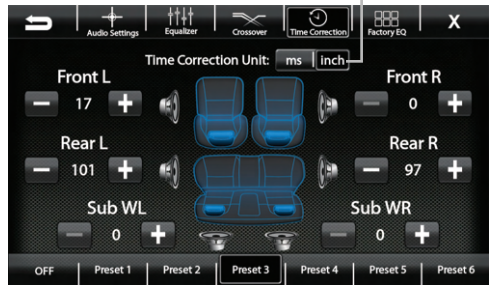 Audio Settings Equalizer Crossover Time Correction Factory EQ X
Time Correction Unit: ms inch
Front L Front R
− 17 + − 0 +
Rear L Rear R
− 101 + − 97 +
Sub WL Sub WR
− 0 + − 0 +
OFF Preset 1 Preset 2 Preset 3 Preset 4 Preset 5 Preset 6